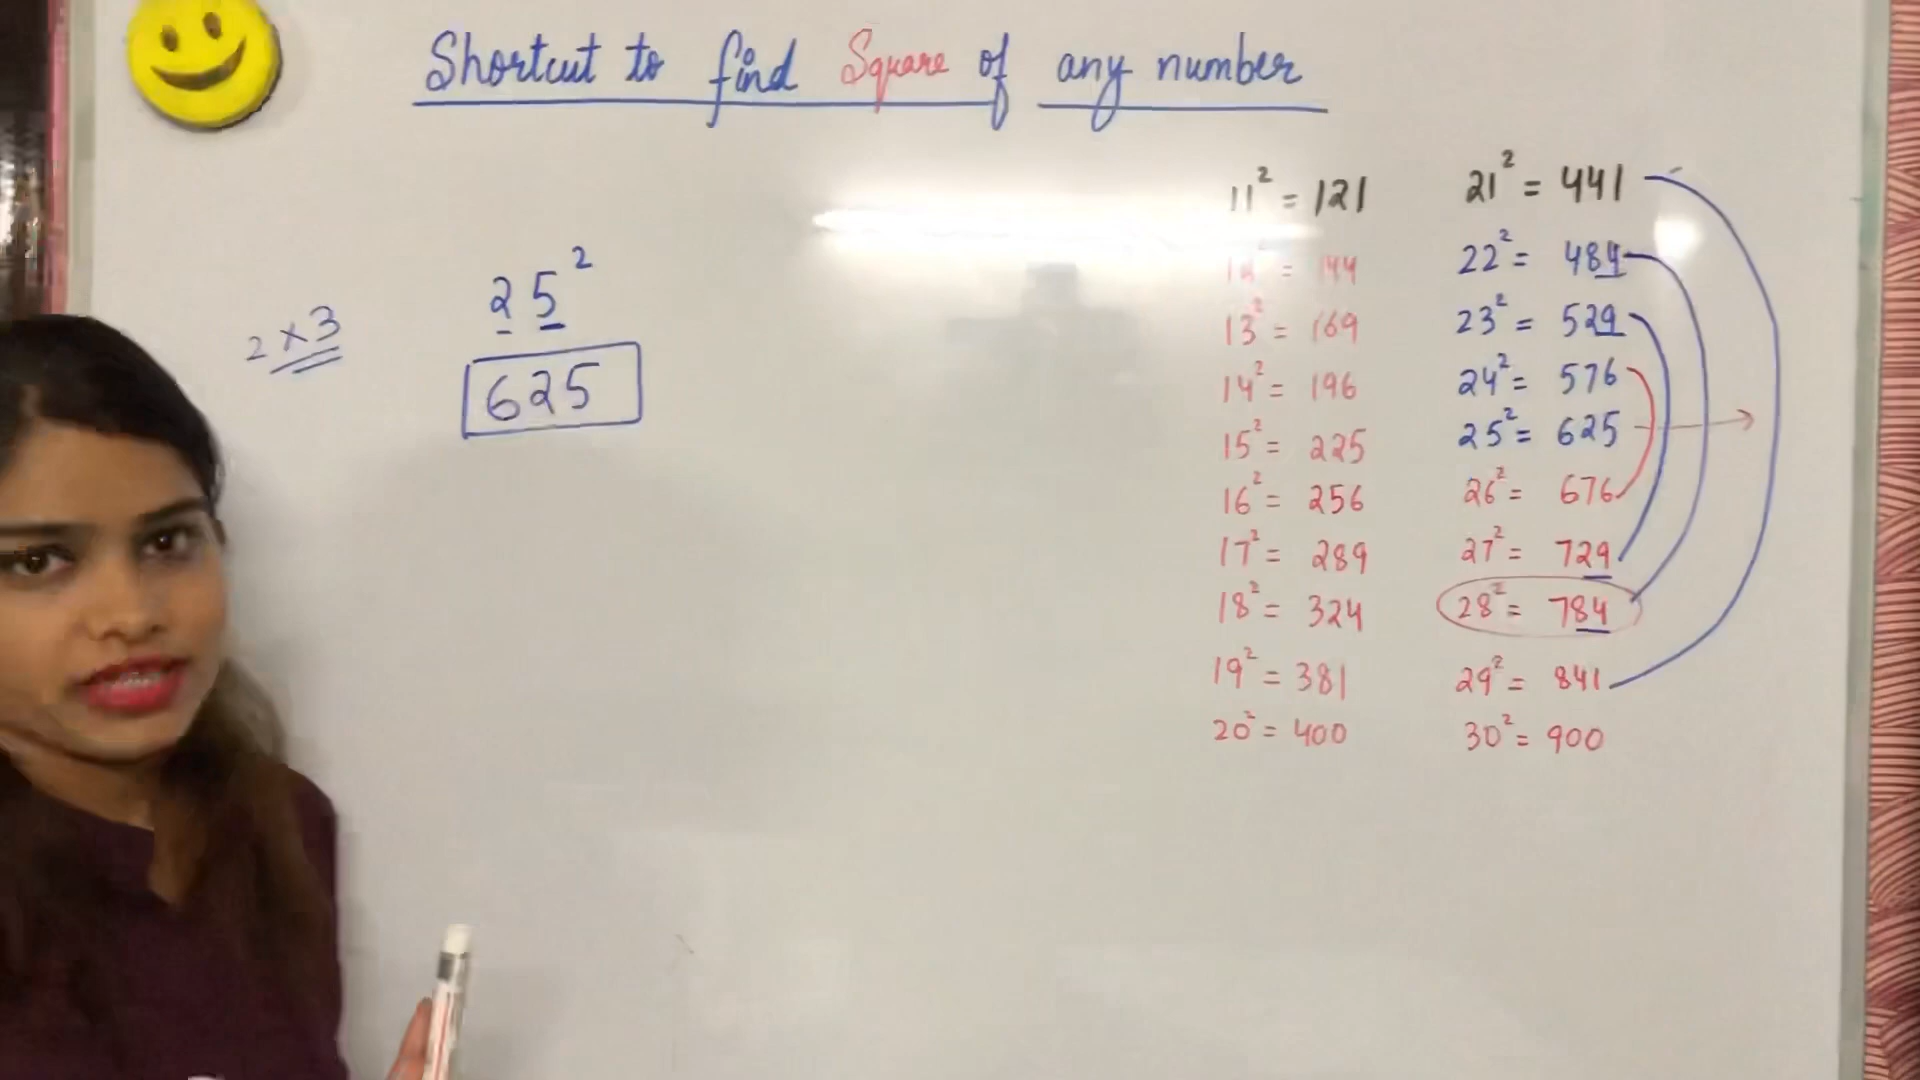 Shortcut to find Square of any number
25²
2×3
625
11² = 121
12² = 144
13² = 169
14² = 196
15² = 225
16² = 256
17² = 289
18² = 324
19² = 381
20² = 400
21² = 441
22² = 484
23² = 529
24² = 576
25² = 625
26² = 676
27² = 729
28² = 784
29² = 841
30² = 900